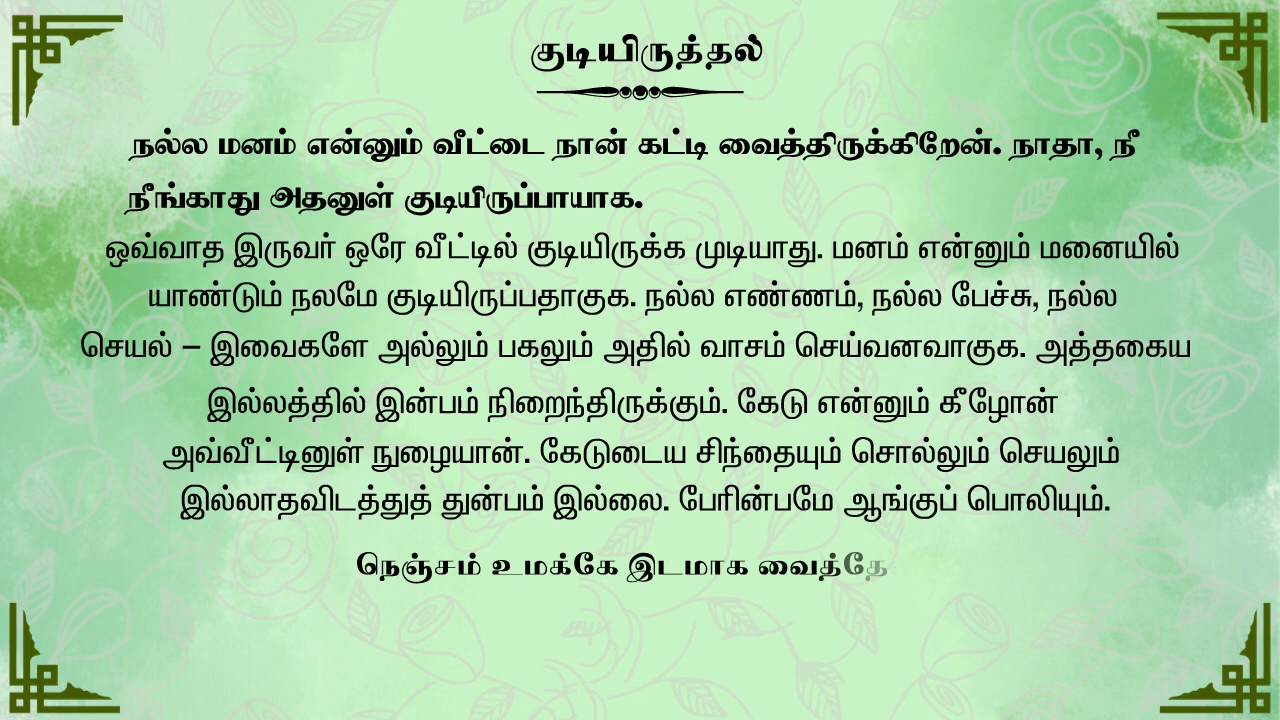 குடியிருத்தல்
நல்ல மனம் என்னும் வீட்டை நான் கட்டி வைத்திருக்கிறேன். நாதா, நீ
நீங்காது அதனுள் குடியிருப்பாயாக.
ஒவ்வாத இருவர் ஒரே வீட்டில் குடியிருக்க முடியாது. மனம் என்னும் மனையில்
யாண்டும் நலமே குடியிருப்பதாகுக. நல்ல எண்ணம், நல்ல பேச்சு, நல்ல
செயல் – இவைகளே அல்லும் பகலும் அதில் வாசம் செய்வனவாகுக. அத்தகைய
இல்லத்தில் இன்பம் நிறைந்திருக்கும். கேடு என்னும் கீழோன்
அவ்வீட்டினுள் நுழையான். கேடுடைய சிந்தையும் சொல்லும் செயலும்
இல்லாதவிடத்துத் துன்பம் இல்லை. பேரின்பமே ஆங்குப் பொலியும்.
நெஞ்சம் உமக்கே இடமாக வைத்தே